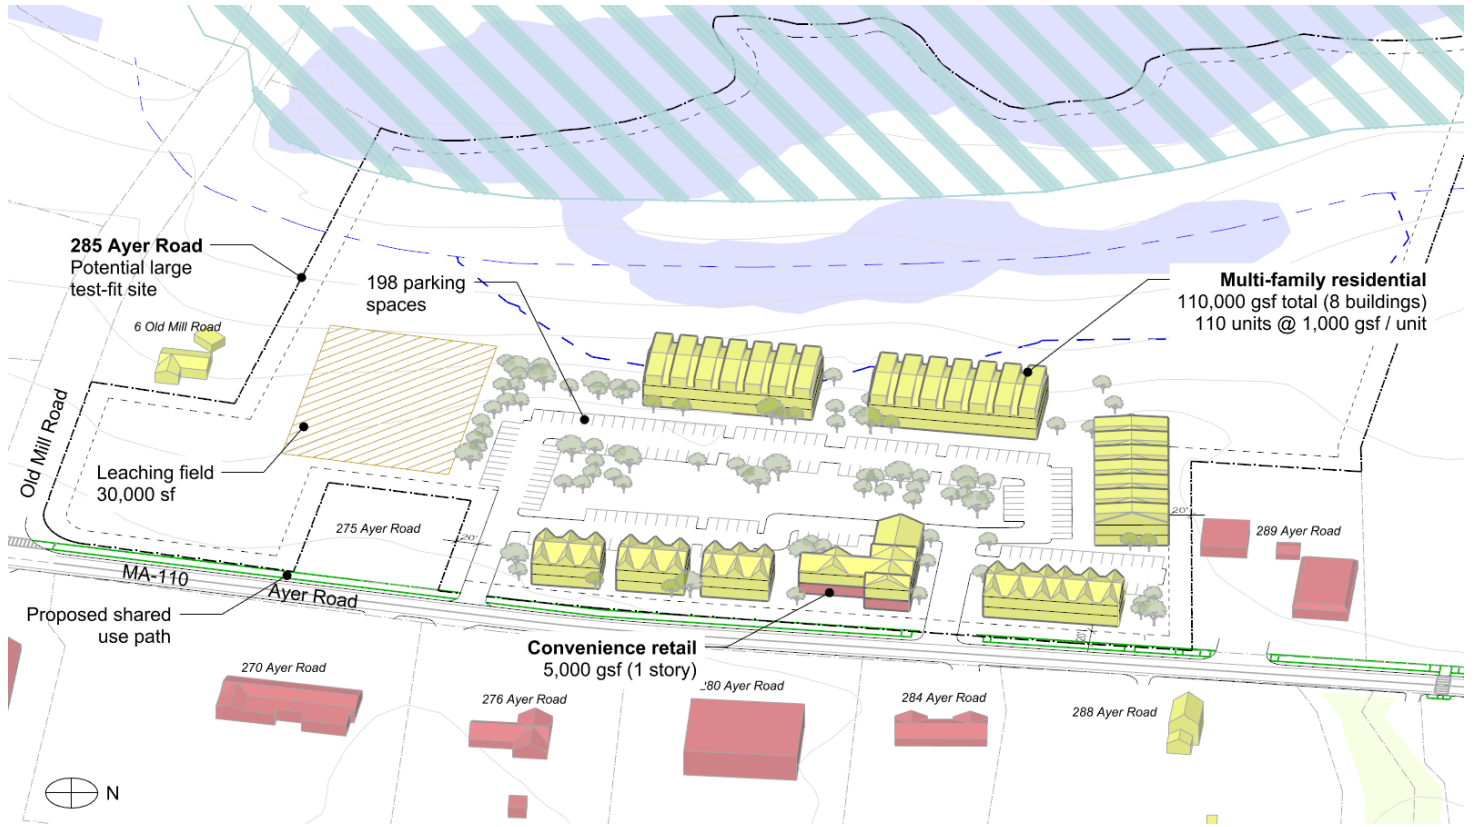 285 Ayer Road
Potential large
test-fit site
6 Old Mill Road
198 parking
spaces
Multi-family residential
110,000 gsf total (8 buildings)
110 units @ 1,000 gsf / unit
Old Mill Road
Leaching field
30,000 sf
275 Ayer Road
20'
20'
289 Ayer Road
MA-110
Ayer Road
Proposed shared
use path
20'
Convenience retail
5,000 gsf (1 story)
270 Ayer Road
276 Ayer Road
80 Ayer Road
284 Ayer Road
288 Ayer Road
N